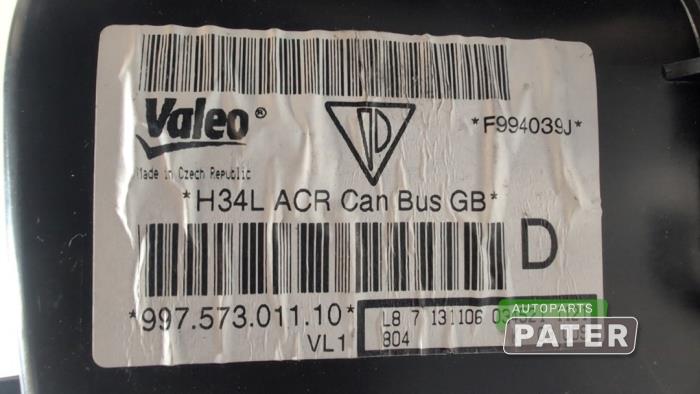 Valeo®
*F994039J*
Made in Czech Republic
*H34L ACR Can Bus GB*
D
*997.573.011.10*
VL1
L8 7 131106
804
AUTOPARTS
PATER